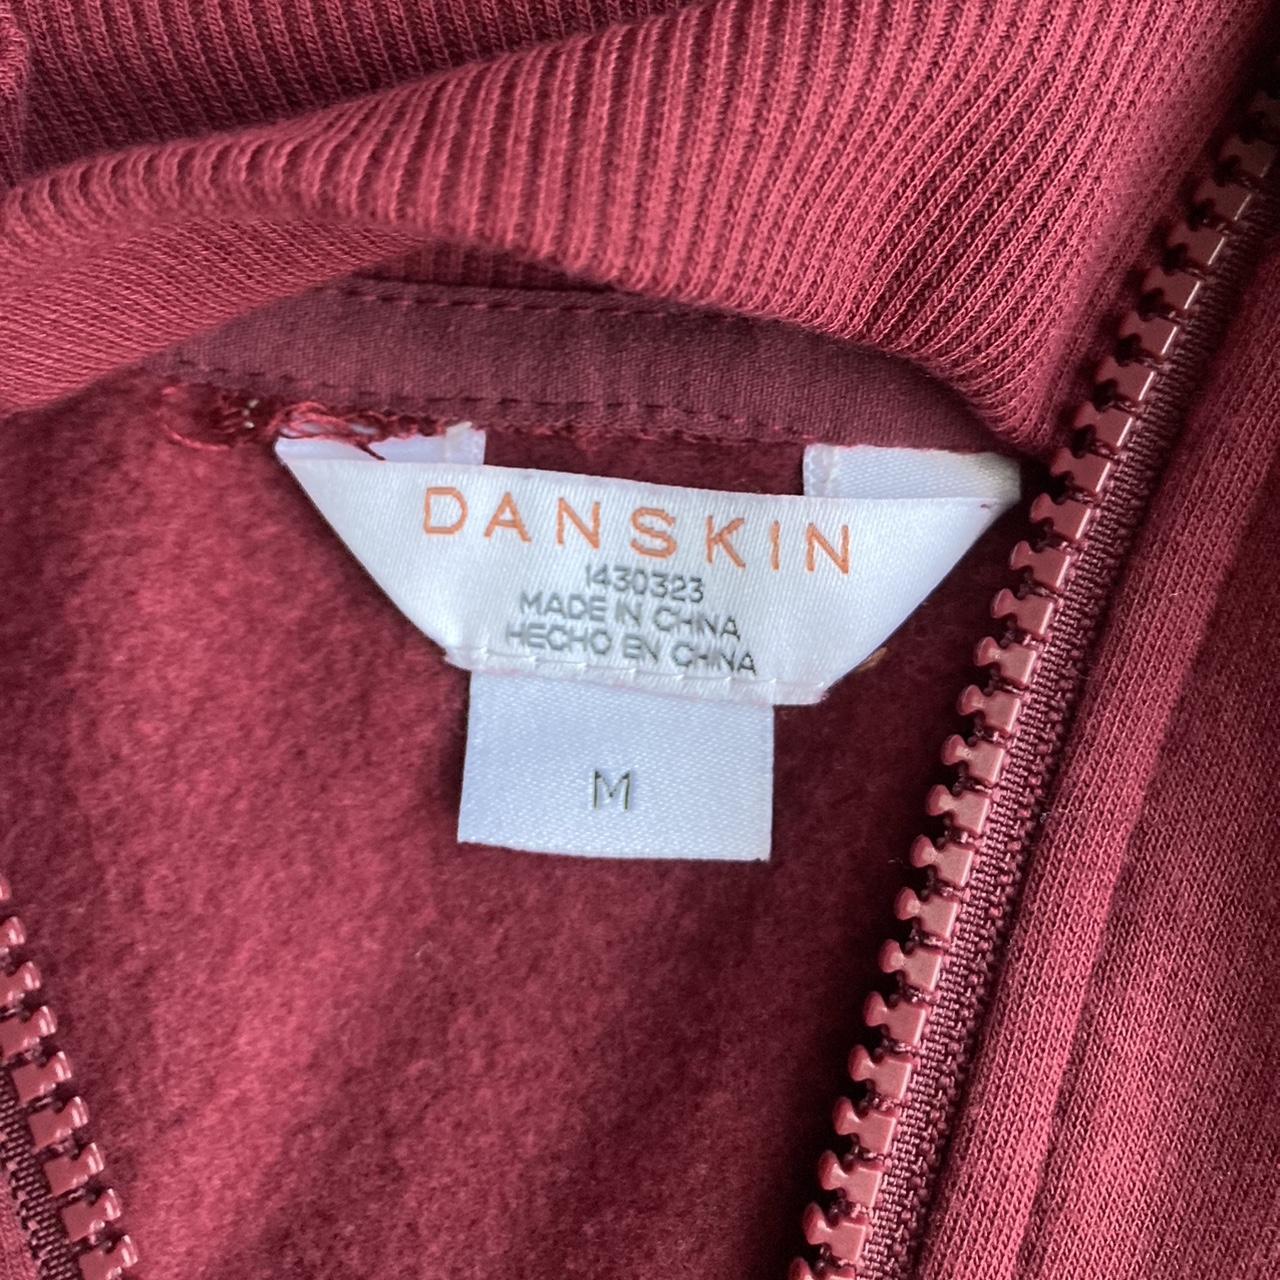 DANSKIN
1430323
MADE IN CHINA
HECHO EN CHINA
M